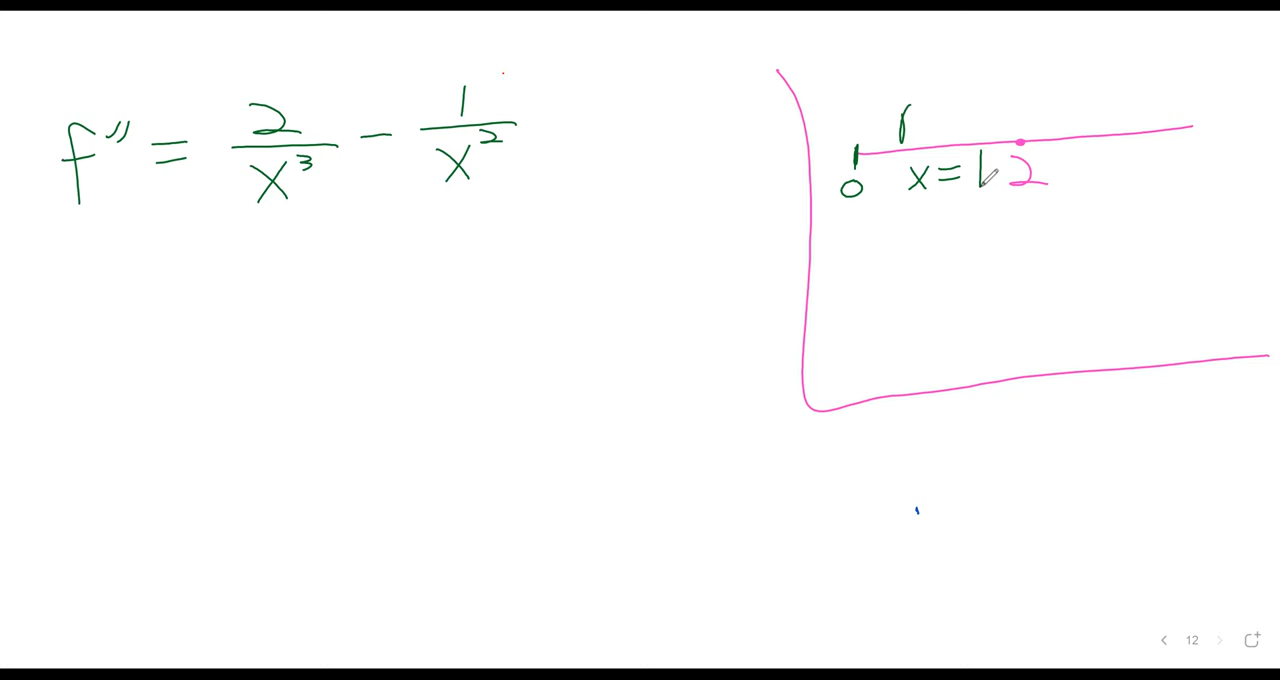 f'' = 2/x³ - 1/x²
0 x = 1 2
12